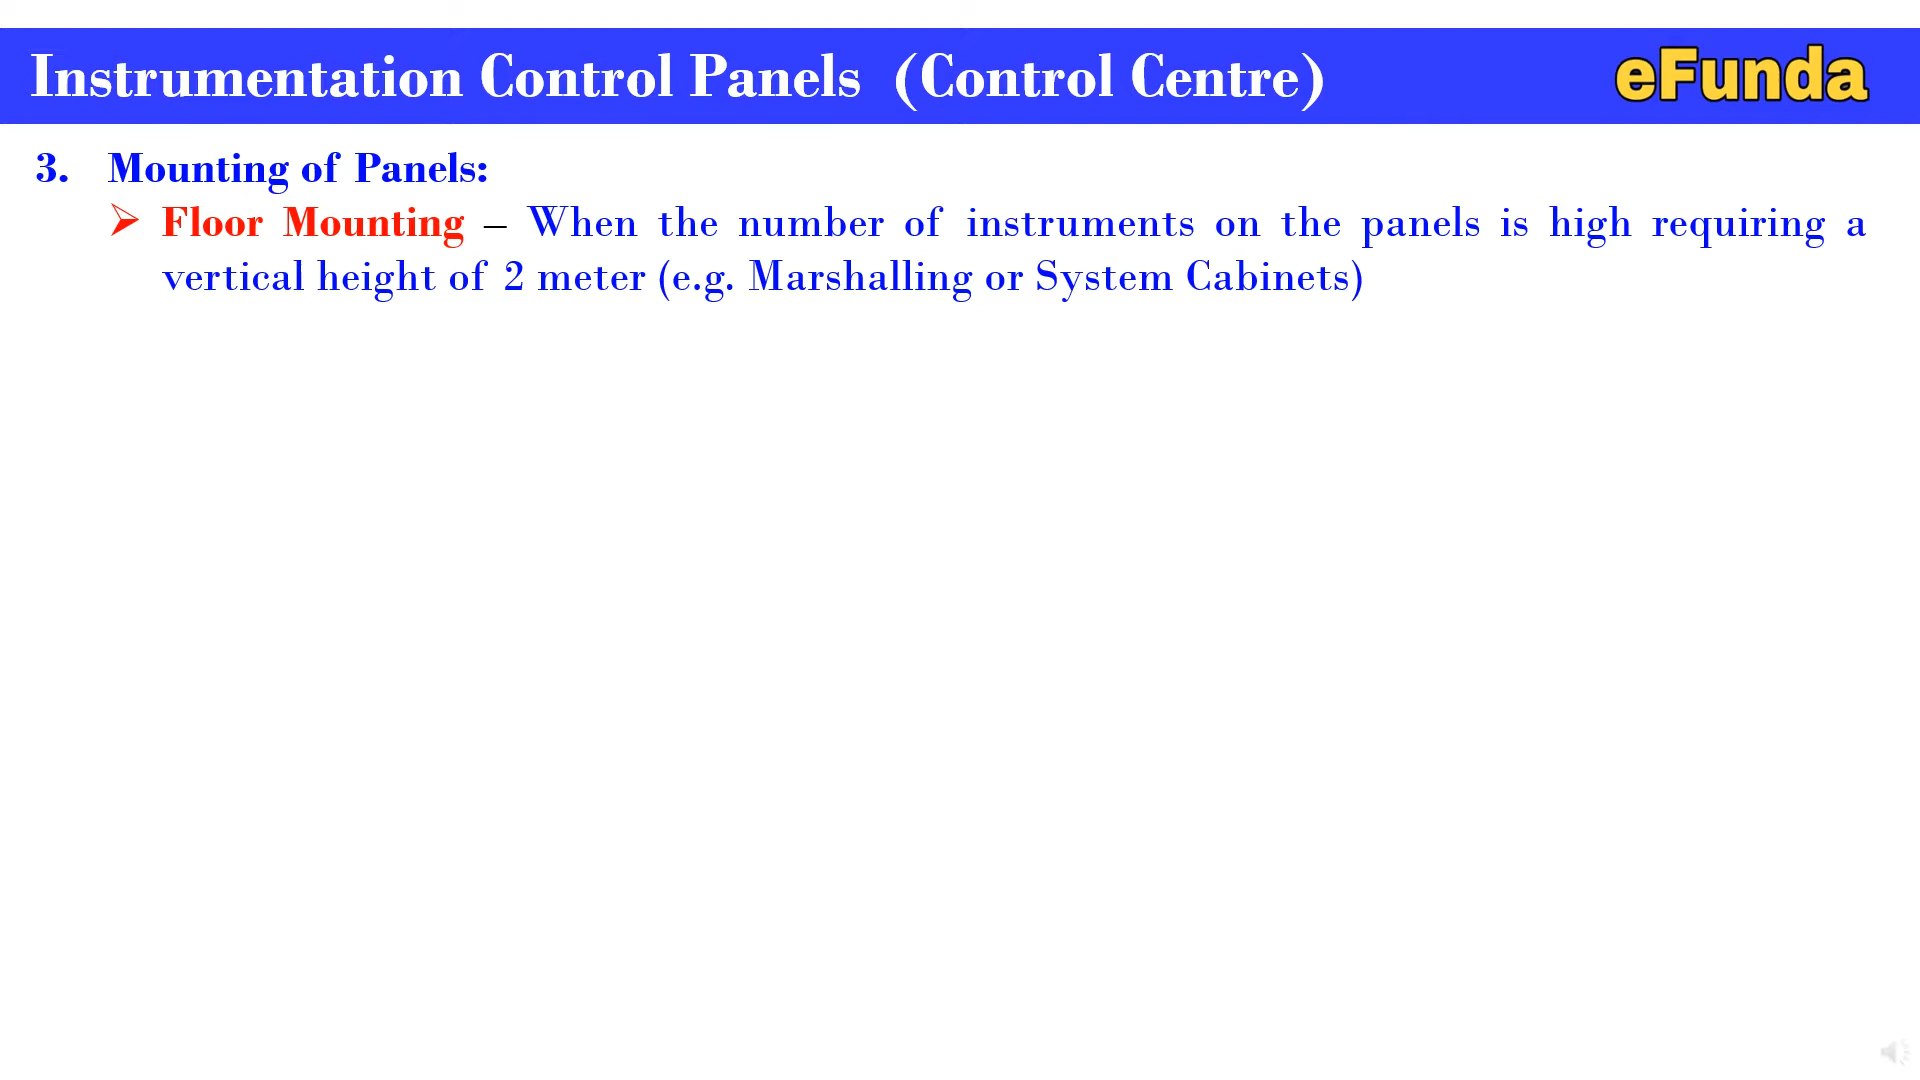 Instrumentation Control Panels (Control Centre)
eFunda
3. Mounting of Panels:
➢ Floor Mounting – When the number of instruments on the panels is high requiring a
vertical height of 2 meter (e.g. Marshalling or System Cabinets)